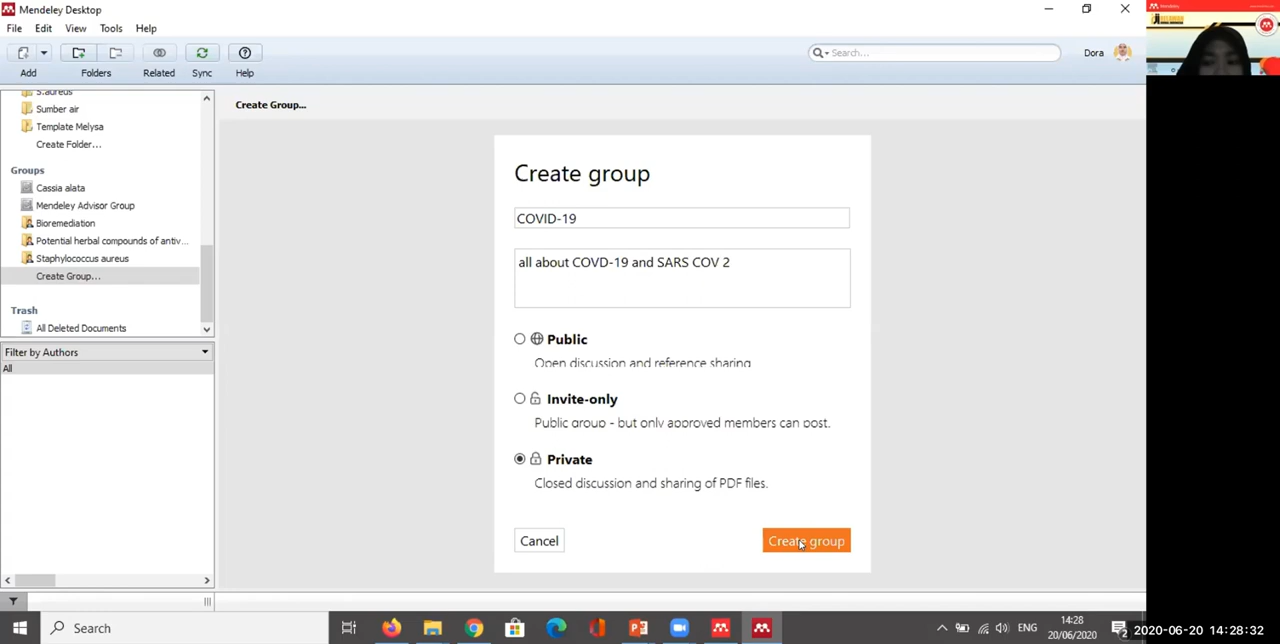 Mendeley Desktop
File Edit View Tools Help
Search...
Dora
Add Folders Related Sync Help
S.aureus
Sumber air
Template Melysa
Create Folder...
Groups
Cassia alata
Mendeley Advisor Group
Bioremediation
Potential herbal compounds of antiv...
Staphylococcus aureus
Create Group...
Trash
All Deleted Documents
Filter by Authors
All
Create Group...
Create group
COVID-19
all about COVD-19 and SARS COV 2
Public
Open discussion and reference sharing
Invite-only
Public group - but only approved members can post.
Private
Closed discussion and sharing of PDF files.
Cancel Create group
Search
ENG
14:28
20/06/2020
2
2020-06-20 14:28:32